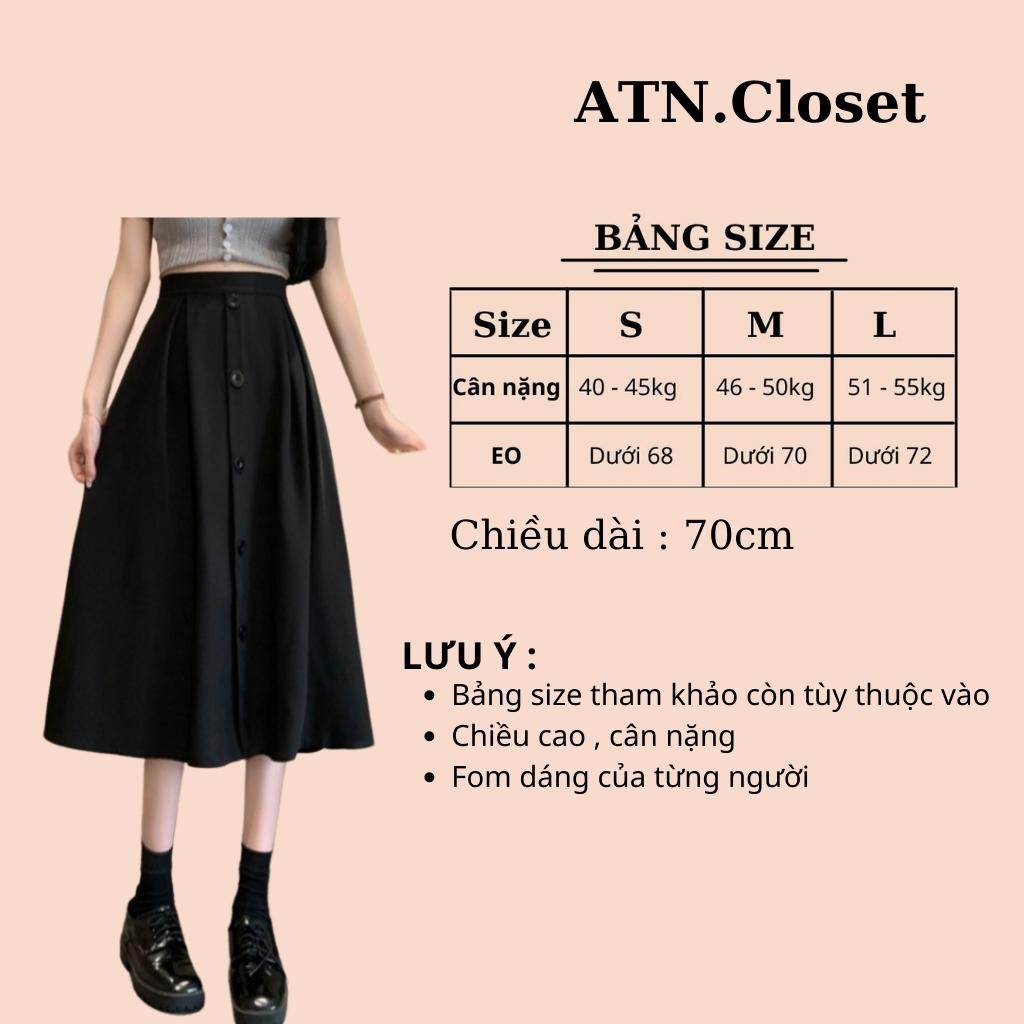 ATN.Closet
BẢNG SIZE
Size S M L
Cân nặng 40 - 45kg 46 - 50kg 51 - 55kg
EO Dưới 68 Dưới 70 Dưới 72
Chiều dài : 70cm
LƯU Ý :
• Bảng size tham khảo còn tùy thuộc vào
• Chiều cao , cân nặng
• Fom dáng của từng người